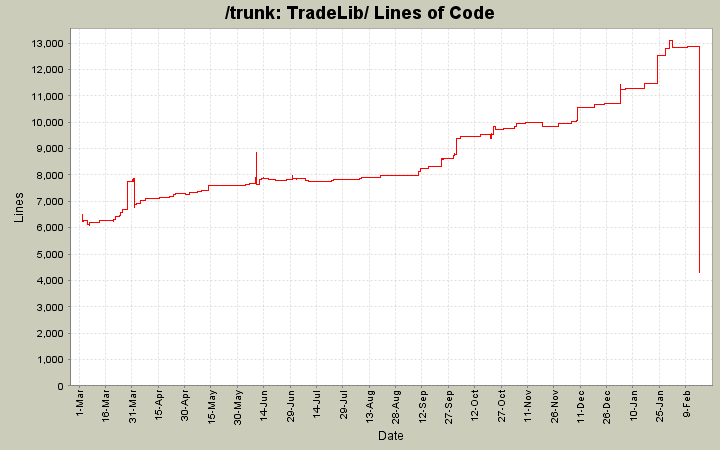 /trunk: TradeLib/ Lines of Code
13,000
12,000
11,000
10,000
9,000
8,000
7,000
6,000
5,000
4,000
3,000
2,000
1,000
0
Lines
1-Mar
16-Mar
31-Mar
15-Apr
30-Apr
15-May
30-May
14-Jun
29-Jun
14-Jul
29-Jul
13-Aug
28-Aug
12-Sep
27-Sep
12-Oct
27-Oct
11-Nov
26-Nov
11-Dec
26-Dec
10-Jan
25-Jan
9-Feb
Date